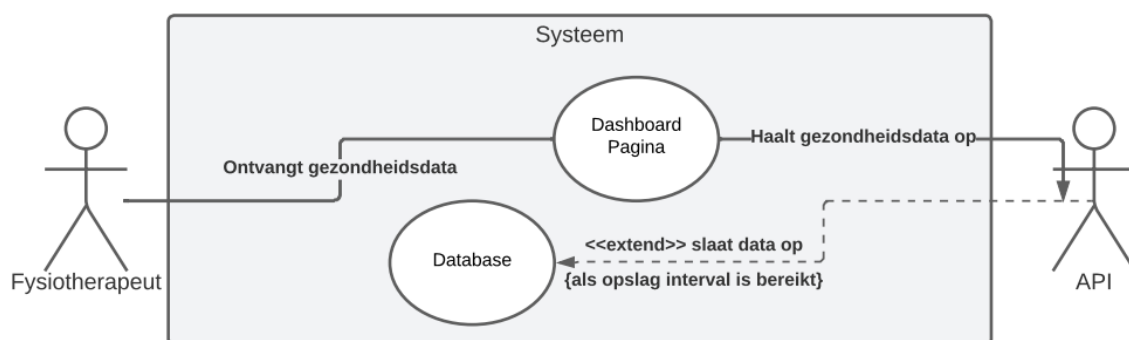 Systeem
Dashboard
Pagina
Haalt gezondheidsdata op
Ontvangt gezondheidsdata
<<extend>> slaat data op
Database
{als opslag interval is bereikt}
Fysiotherapeut
API